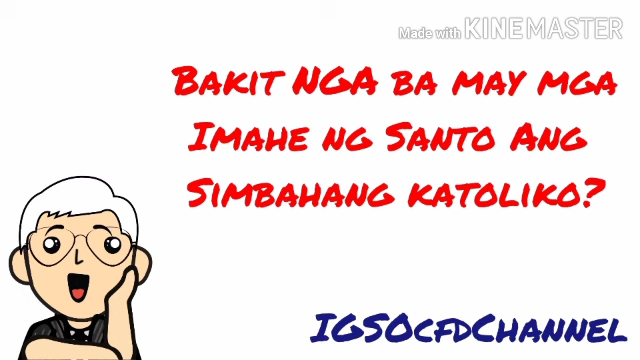 Made with KINEMASTER
Bakit NGA ba may mga
Imahe ng Santo Ang
Simbahang katoliko?
IGSOcfdChannel